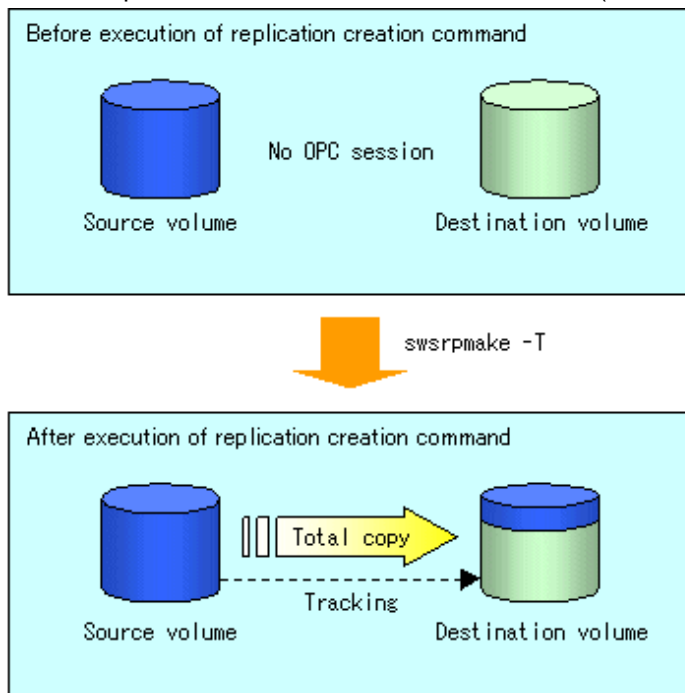 Before execution of replication creation command
No OPC session
Source volume
Destination volume
swsrpmake -T
After execution of replication creation command
Total copy
Tracking
Source volume
Destination volume